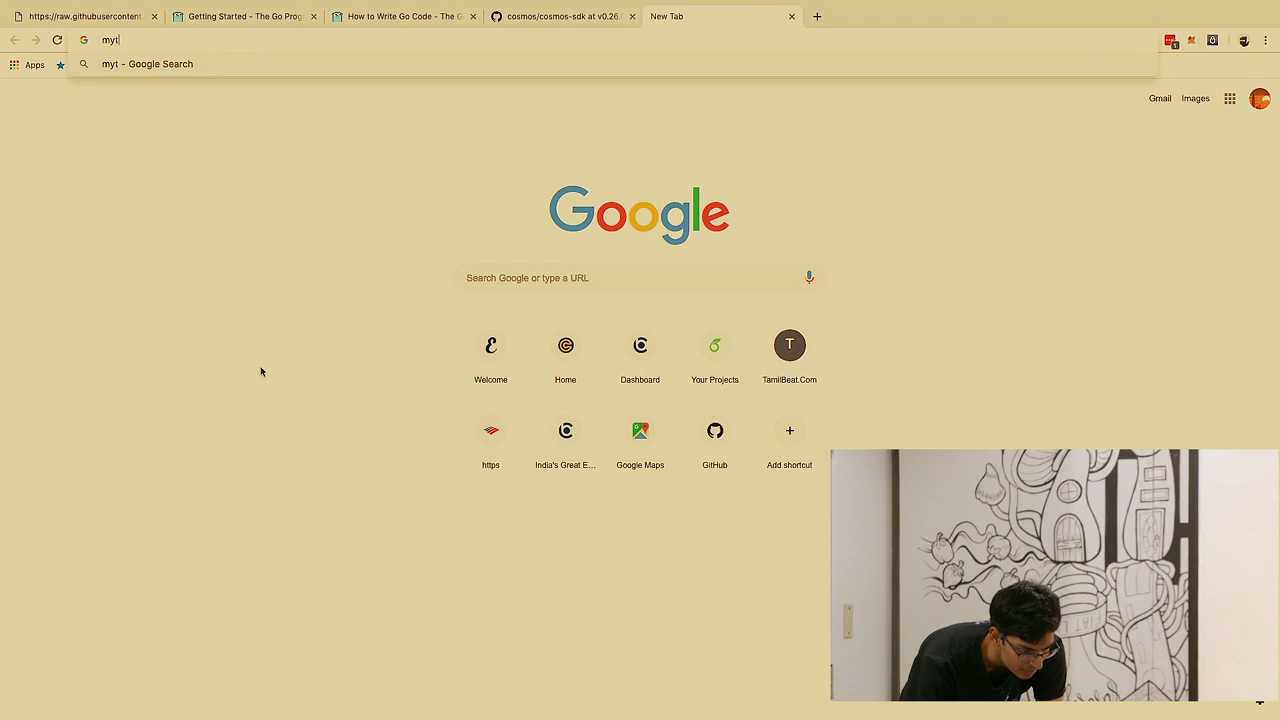 https://raw.githubusercontent.
Getting Started - The Go Prog
How to Write Go Code - The G
cosmos/cosmos-sdk at v0.26.
New Tab
myt
Apps
myt - Google Search
Gmail
Images
Google
Search Google or type a URL
Welcome
Home
Dashboard
Your Projects
T
TamilBeat.Com
https
India's Great E...
Google Maps
GitHub
Add shortcut